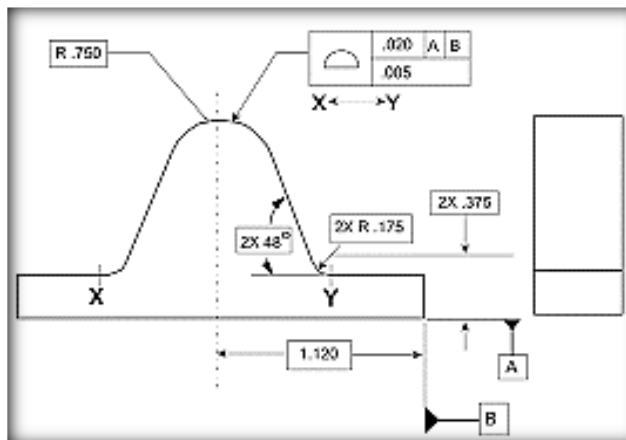 R .750
.020 A B
.005
X Y
2X .375
2X R .175
2X 48°
X
Y
1.120
A
B